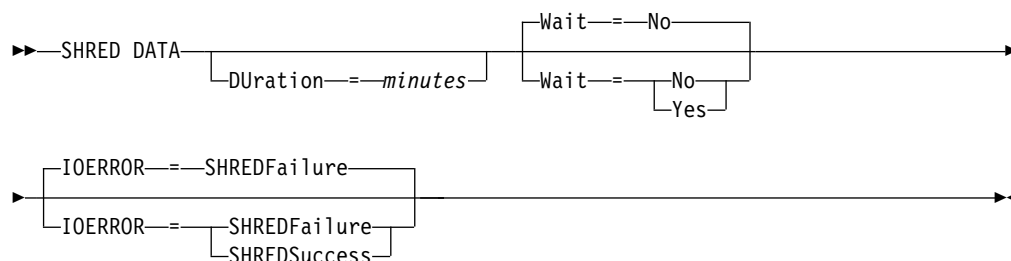 Wait = No
SHRED DATA
DUration = minutes Wait = No
Yes
IOERROR = SHREDFailure
IOERROR = SHREDFailure
SHREDSuccess